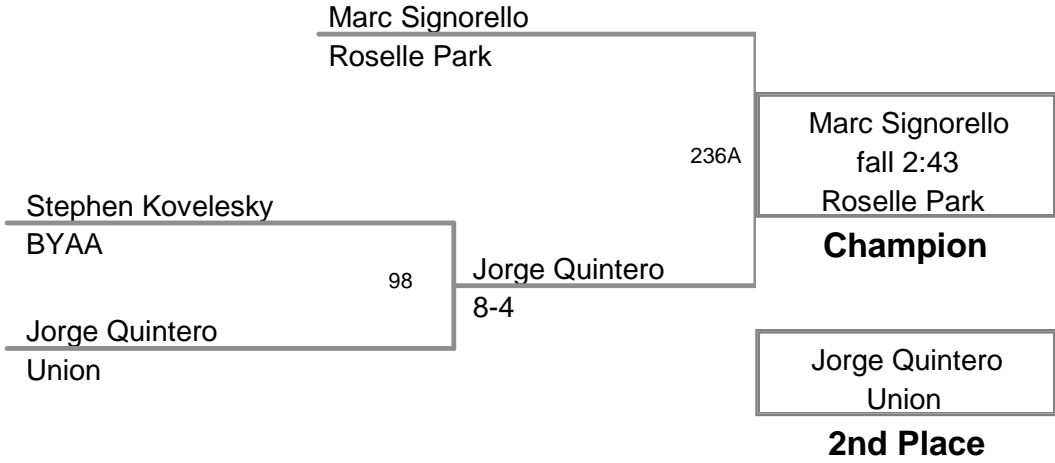 Marc Signorello
Roselle Park
236A
Marc Signorello
fall 2:43
Roselle Park
Champion
Stephen Kovelesky
BYAA
98
Jorge Quintero
8-4
Jorge Quintero
Union
Jorge Quintero
Union
2nd Place